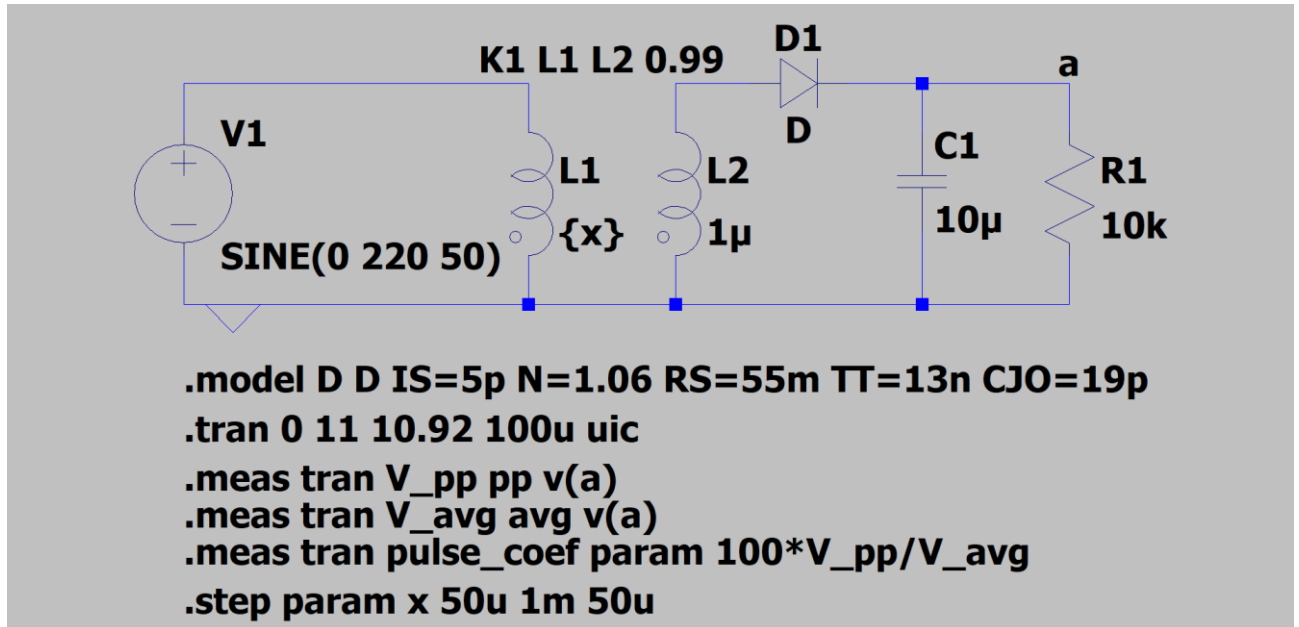 K1 L1 L2 0.99
D1
a
V1
D
C1
L1
L2
R1
{x}
1µ
10µ
10k
SINE(0 220 50)
.model D D IS=5p N=1.06 RS=55m TT=13n CJO=19p
.tran 0 11 10.92 100u uic
.meas tran V_pp pp v(a)
.meas tran V_avg avg v(a)
.meas tran pulse_coef param 100*V_pp/V_avg
.step param x 50u 1m 50u